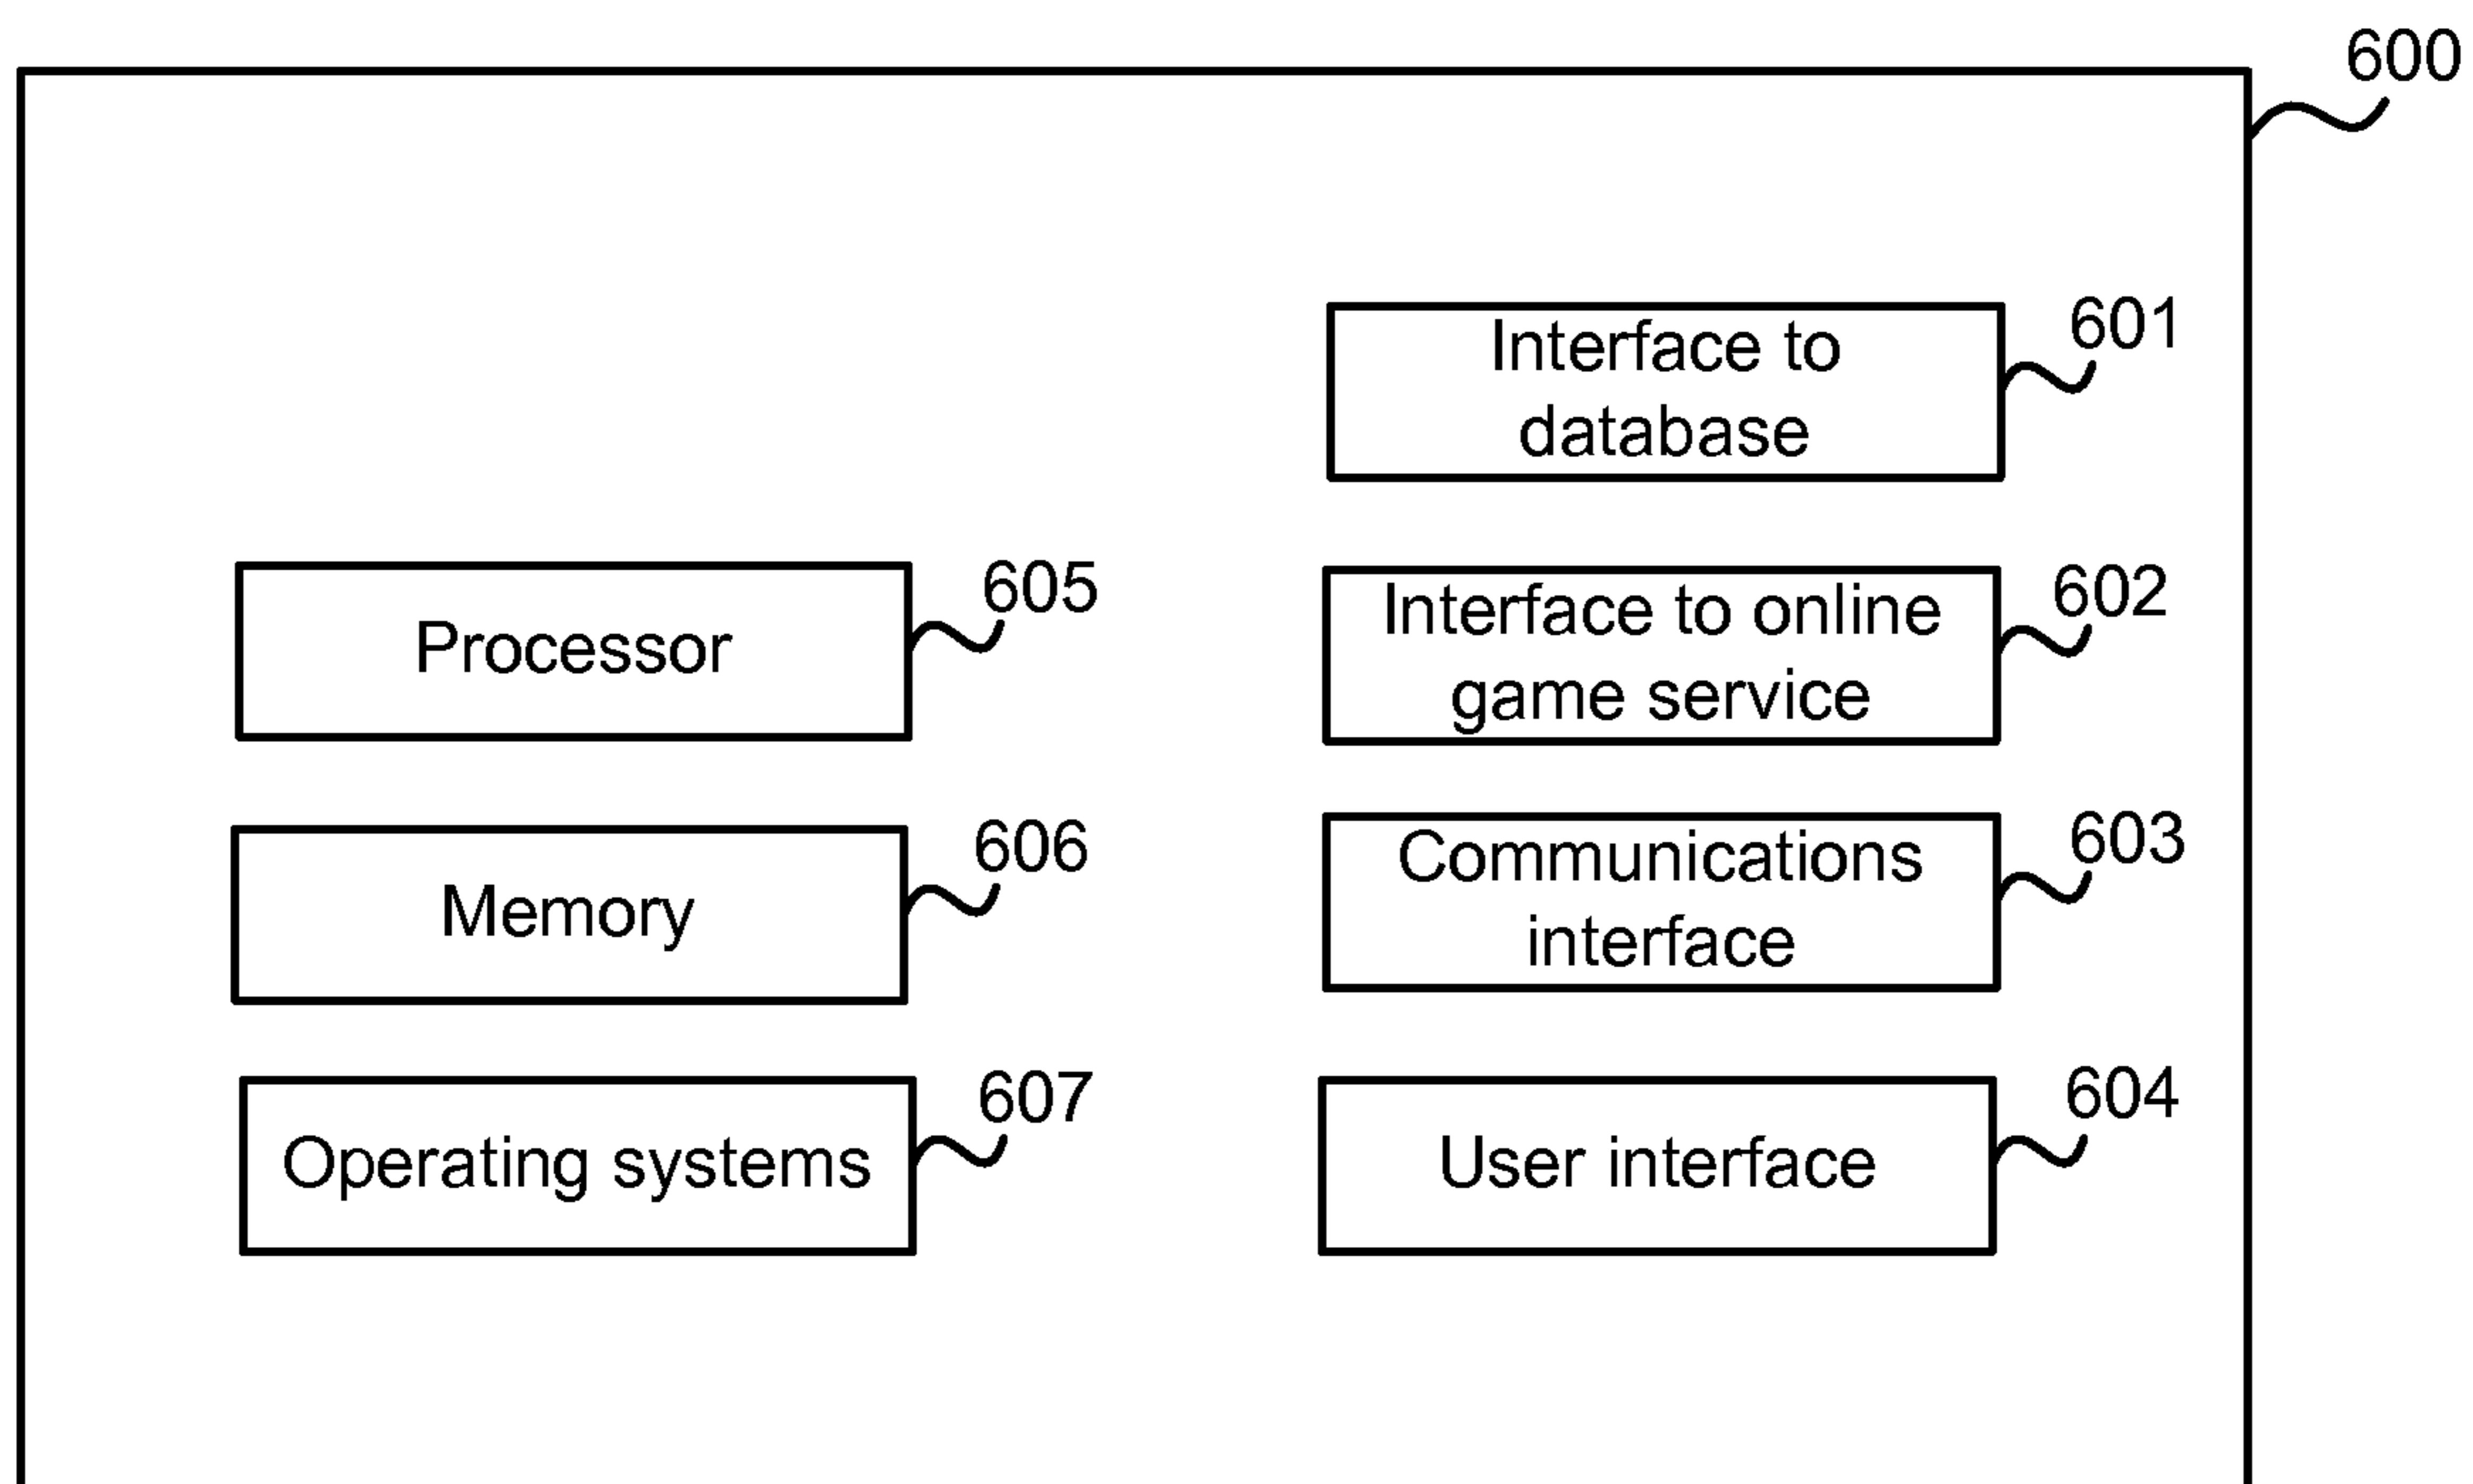 600
Interface to
database
601
Processor
605
Interface to online
game service
602
Memory
606
Communications
interface
603
Operating systems
607
User interface
604